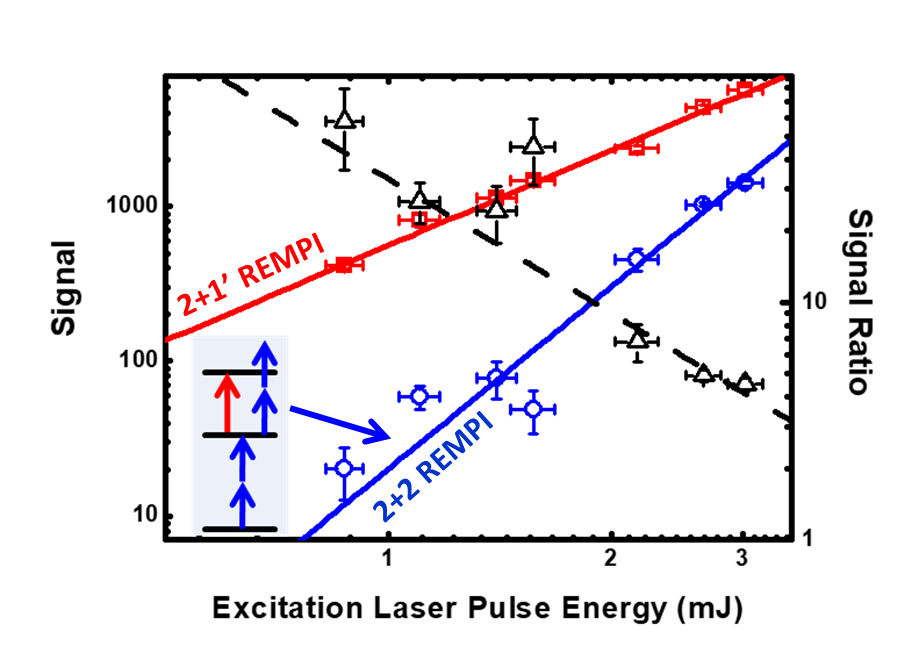 1000
100
10
Signal
2+1’ REMPI
2+2 REMPI
10
1
Signal Ratio
1 2 3
Excitation Laser Pulse Energy (mJ)